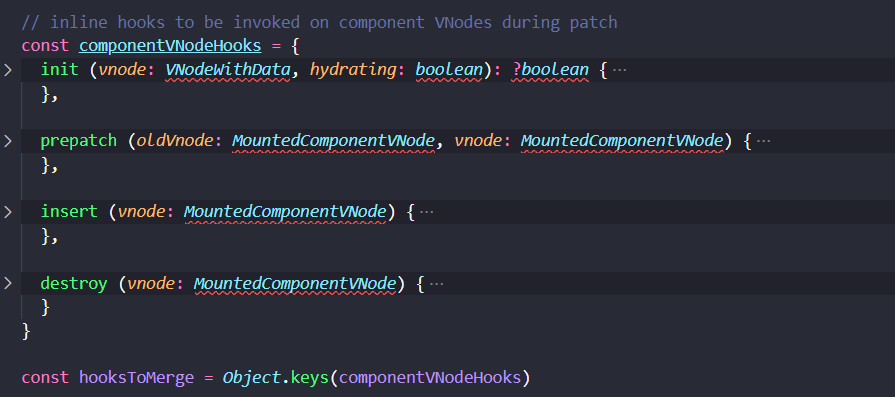 // inline hooks to be invoked on component VNodes during patch
const componentVNodeHooks = {
init (vnode: VNodeWithData, hydrating: boolean): ?boolean {···
},
prepatch (oldVnode: MountedComponentVNode, vnode: MountedComponentVNode) {···
},
insert (vnode: MountedComponentVNode) {···
},
destroy (vnode: MountedComponentVNode) {···
}
}
const hooksToMerge = Object.keys(componentVNodeHooks)